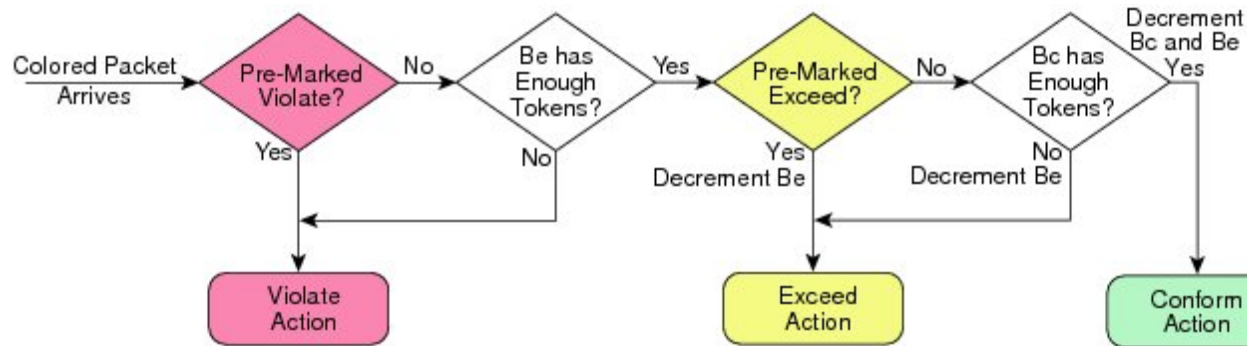 Colored Packet
Arrives
Pre-Marked
Violate?
No
Yes
Be has
Enough
Tokens?
Yes
No
Pre-Marked
Exceed?
No
Yes
Decrement Be
Bc has
Enough
Tokens?
Decrement
Bc and Be
Yes
No
Decrement Be
Violate
Action
Exceed
Action
Conform
Action